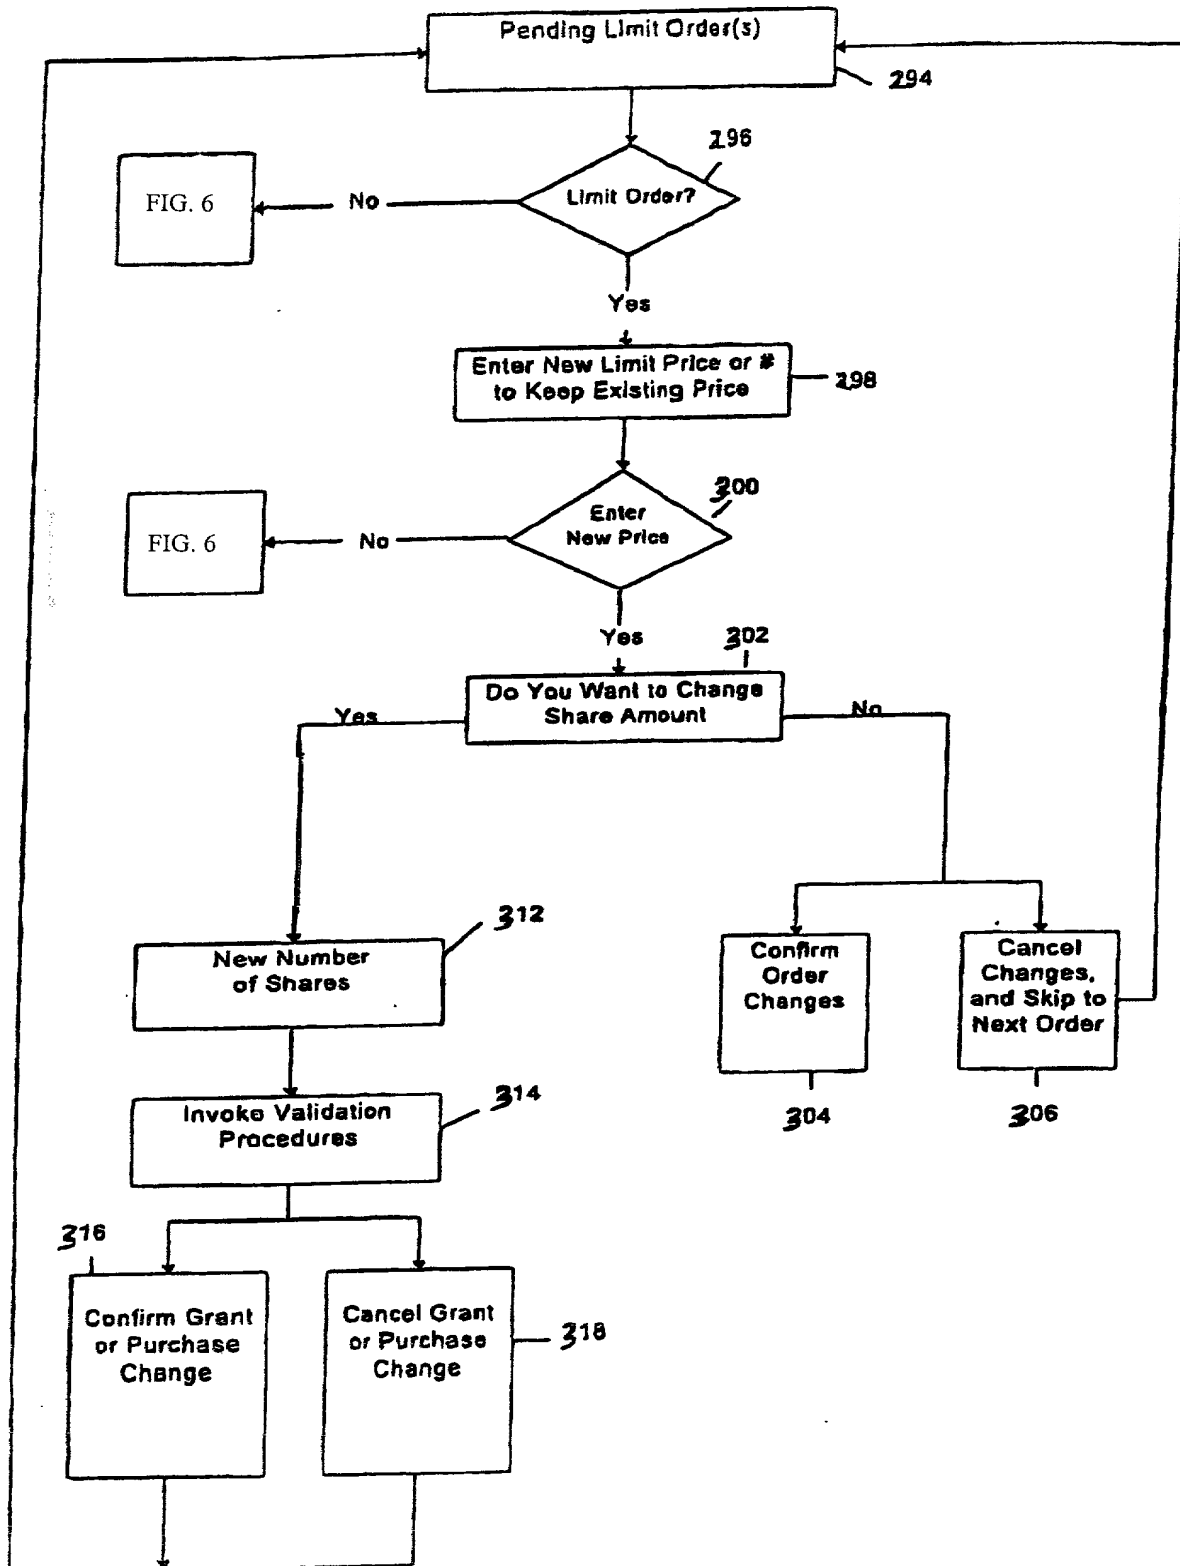 Pending Limit Order(s)
294
296
Limit Order?
No
FIG. 6
Yes
Enter New Limit Price or #
to Keep Existing Price
298
300
Enter
New Price
No
FIG. 6
Yes
302
Do You Want to Change
Share Amount
Yes
No
312
New Number
of Shares
Confirm
Order
Changes
Cancel
Changes,
and Skip to
Next Order
304
306
314
Invoke Validation
Procedures
316
Confirm Grant
or Purchase
Change
Cancel Grant
or Purchase
Change
318